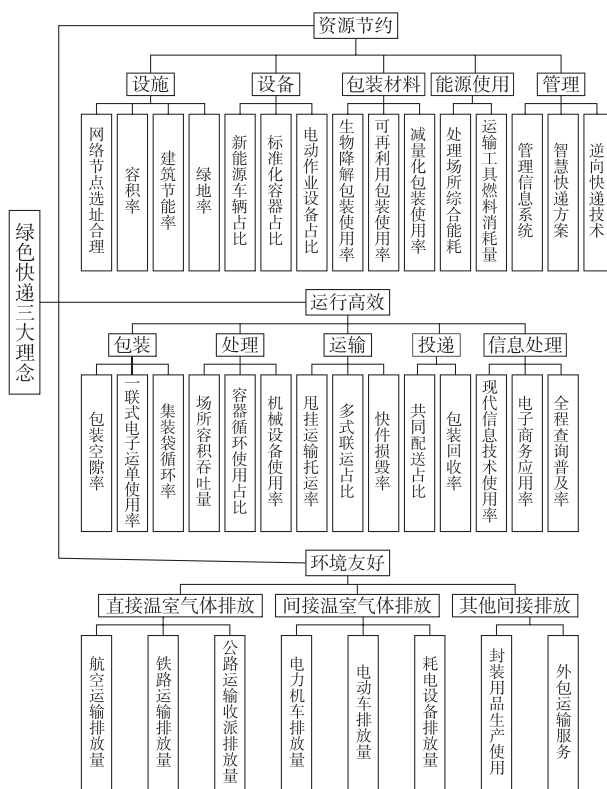 绿色快递三大理念
资源节约
设施
设备
包装材料
能源使用
管理
网络节点选址合理
容积率
建筑节能率
绿地率
新能源车辆占比
标准化容器占比
电动作业设备占比
生物降解包装使用率
可再利用包装使用率
减量化包装使用率
处理场所综合能耗
运输工具燃料消耗量
管理信息系统
智慧快递方案
逆向快递技术
运行高效
包装
处理
运输
投递
信息处理
包装空隙率
一联式电子运单使用率
集装袋循环率
场所容积吞吐量
容器循环使用占比
机械设备使用率
甩挂运输托运率
多式联运占比
快件损毁率
共同配送占比
包装回收率
现代信息技术使用率
电子商务应用率
全程查询普及率
环境友好
直接温室气体排放
间接温室气体排放
其他间接排放
航空运输排放量
铁路运输排放量
公路运输收派排放量
电力机车排放量
电动车排放量
耗电设备排放量
封装用品生产使用
外包运输服务